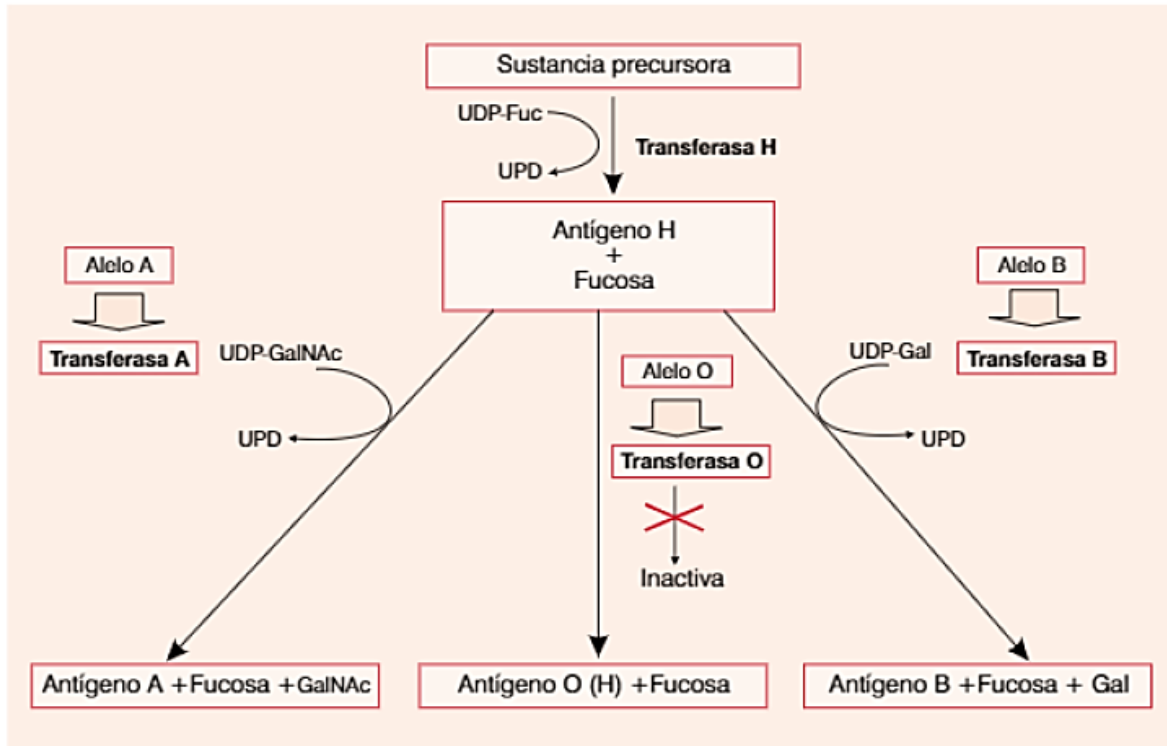 Sustancia precursora
UDP-Fuc
Transferasa H
UPD
Antígeno H
+
Fucosa
Alelo A
Alelo B
Transferasa A
UDP-GalNAc
UDP-Gal
Transferasa B
Alelo O
UPD
UPD
Transferasa O
Inactiva
Antígeno A +Fucosa +GalNAc
Antígeno O (H) +Fucosa
Antígeno B +Fucosa + Gal